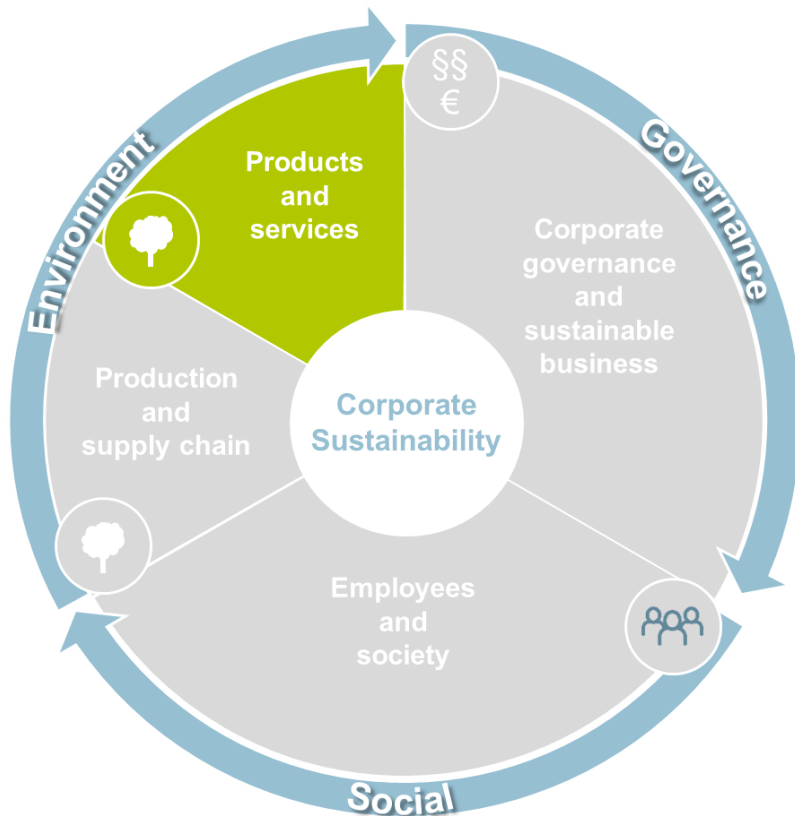 §§
€
Governance
Environment
Products
and
services
Corporate
governance
and
sustainable
business
Production
and
supply chain
Corporate
Sustainability
Employees
and
society
Social